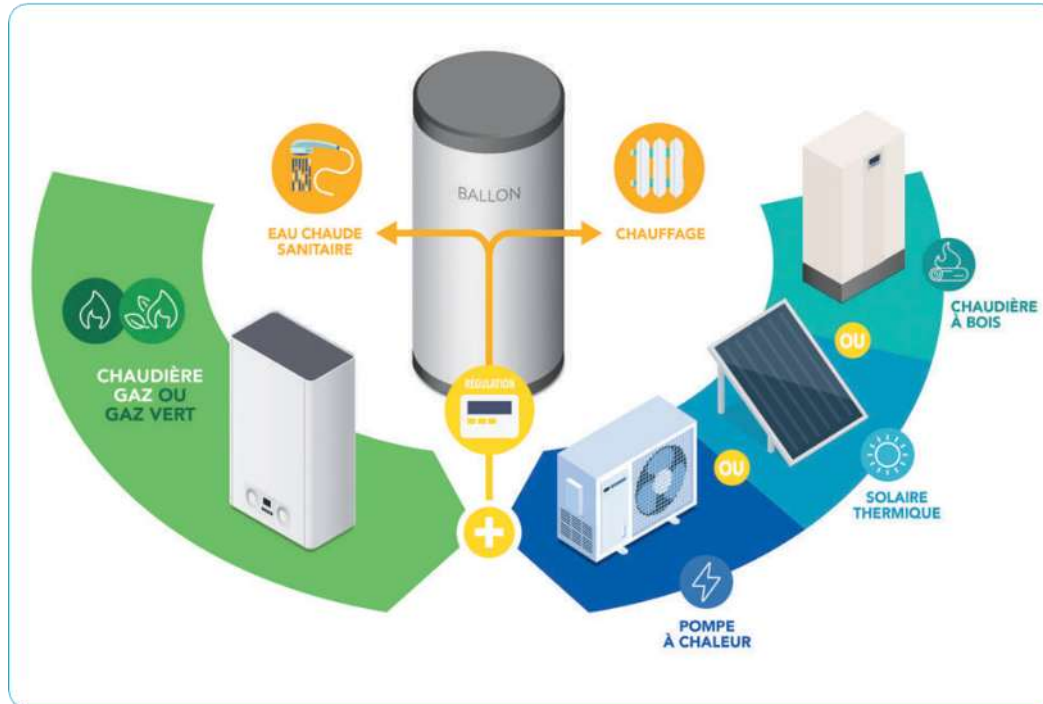 BALLON
EAU CHAUDE
SANITAIRE
CHAUFFAGE
CHAUDIÈRE
GAZ OU
GAZ VERT
RÉGULATION
CHAUDIÈRE
À BOIS
OU
SOLAIRE
THERMIQUE
OU
POMPE
À CHALEUR
+